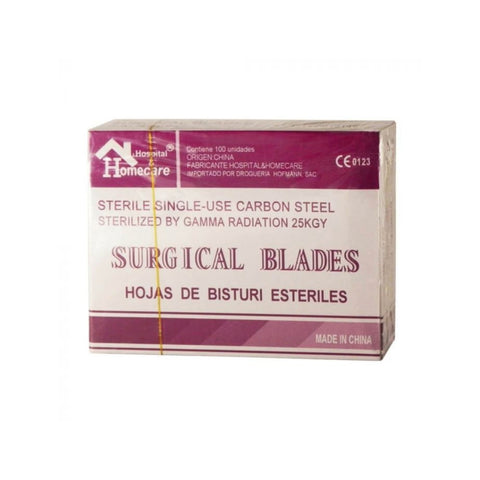 Hospital ®
Homecare
Contiene 100 unidades
ORIGEN:CHINA
FABRICANTE HOSPITAL&HOMECARE
IMPORTADO POR DROGUERIA HOFMANN, SAC
CE 0123
STERILE SINGLE-USE CARBON STEEL
STERILIZED BY GAMMA RADIATION 25KGY
SURGICAL BLADES
HOJAS DE BISTURI ESTERILES
MADE IN CHINA